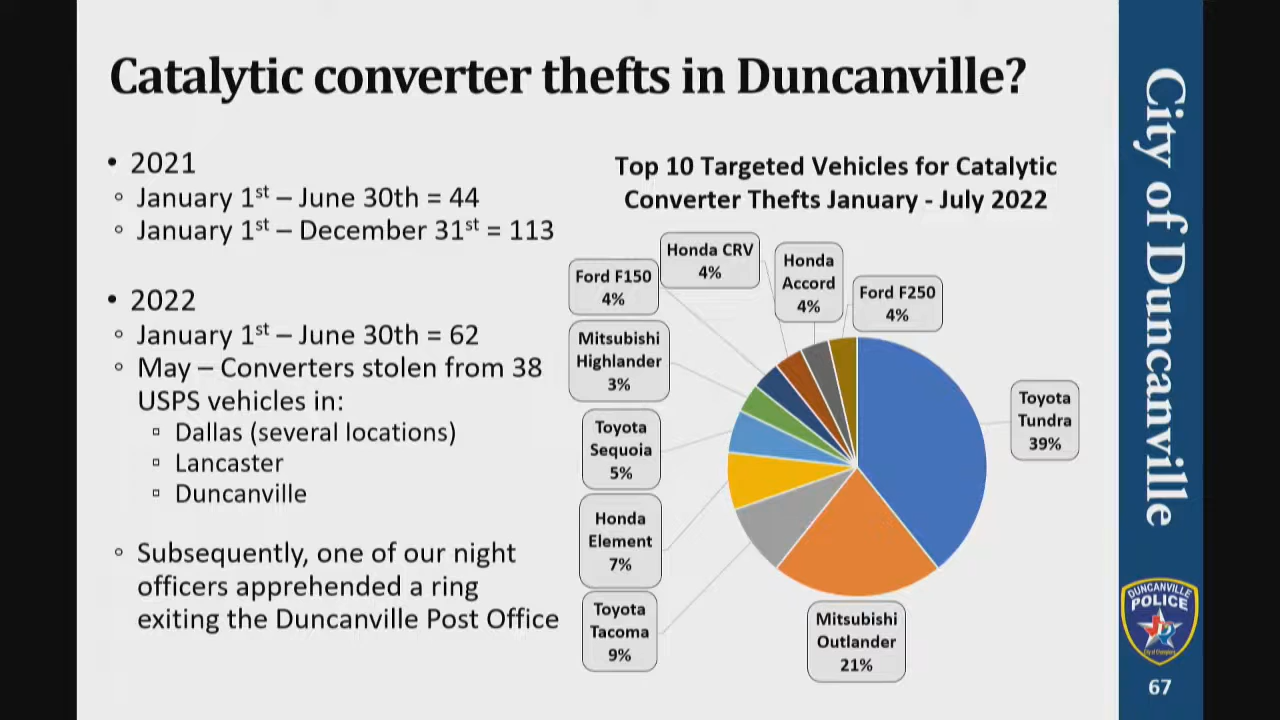 Catalytic converter thefts in Duncanville?
• 2021
◦ January 1st – June 30th = 44
◦ January 1st – December 31st = 113
• 2022
◦ January 1st – June 30th = 62
◦ May – Converters stolen from 38
USPS vehicles in:
▫ Dallas (several locations)
▫ Lancaster
▫ Duncanville
◦ Subsequently, one of our night
officers apprehended a ring
exiting the Duncanville Post Office
Top 10 Targeted Vehicles for Catalytic
Converter Thefts January - July 2022
Ford F150
4%
Honda CRV
4%
Honda
Accord
4%
Ford F250
4%
Mitsubishi
Highlander
3%
Toyota
Sequoia
5%
Honda
Element
7%
Toyota
Tacoma
9%
Mitsubishi
Outlander
21%
Toyota
Tundra
39%
City of Duncanville
DUNCANVILLE
POLICE
City of Champions
67